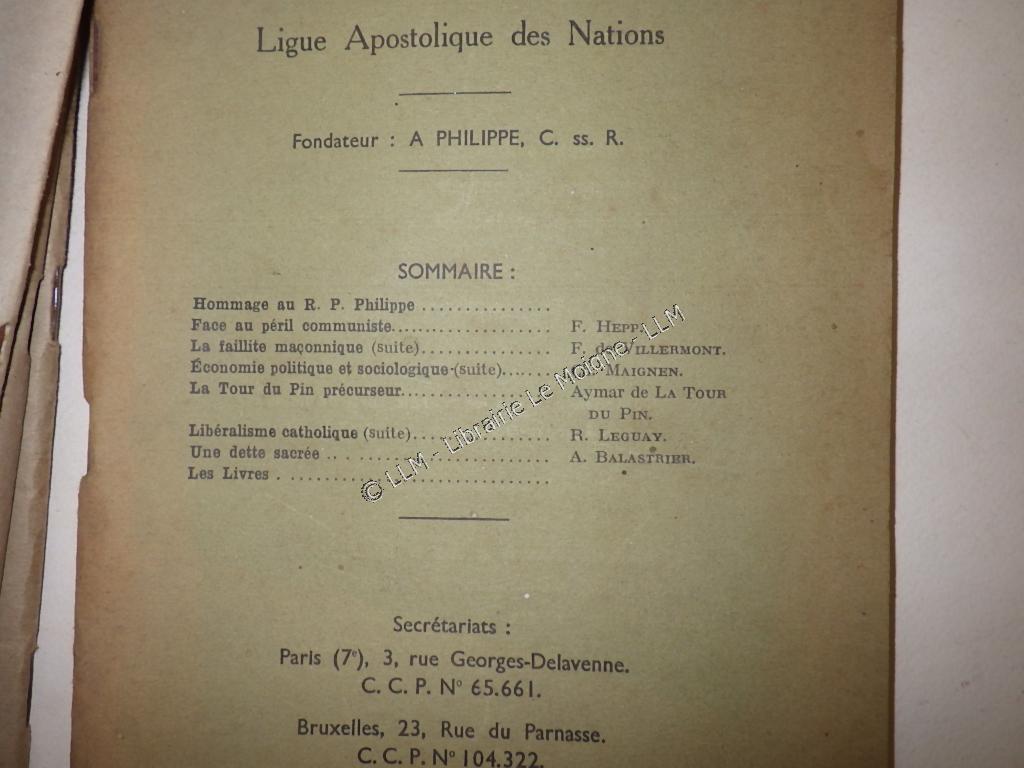 Ligue Apostolique des Nations
Fondateur : A PHILIPPE, C. ss. R.
SOMMAIRE :
Hommage au R. P. Philippe ...............
Face au péril communiste.................... F. HEPP.
La faillite maçonnique (suite)............... F. de VILLERMONT.
Économie politique et sociologique-(suite)....... MAIGNEN.
La Tour du Pin précurseur.................. Aymar de LA TOUR
DU PIN.
Libéralisme catholique (suite)................ R. LEGUAY.
Une dette sacrée .......................... A. BALASTRIER.
Les Livres ...............................
© LLM - Librairie Le Moigne - LLM
Secrétariats :
Paris (7e), 3, rue Georges-Delavenne.
C. C. P. N° 65.661.
Bruxelles, 23, Rue du Parnasse.
C. C. P. N° 104.322.